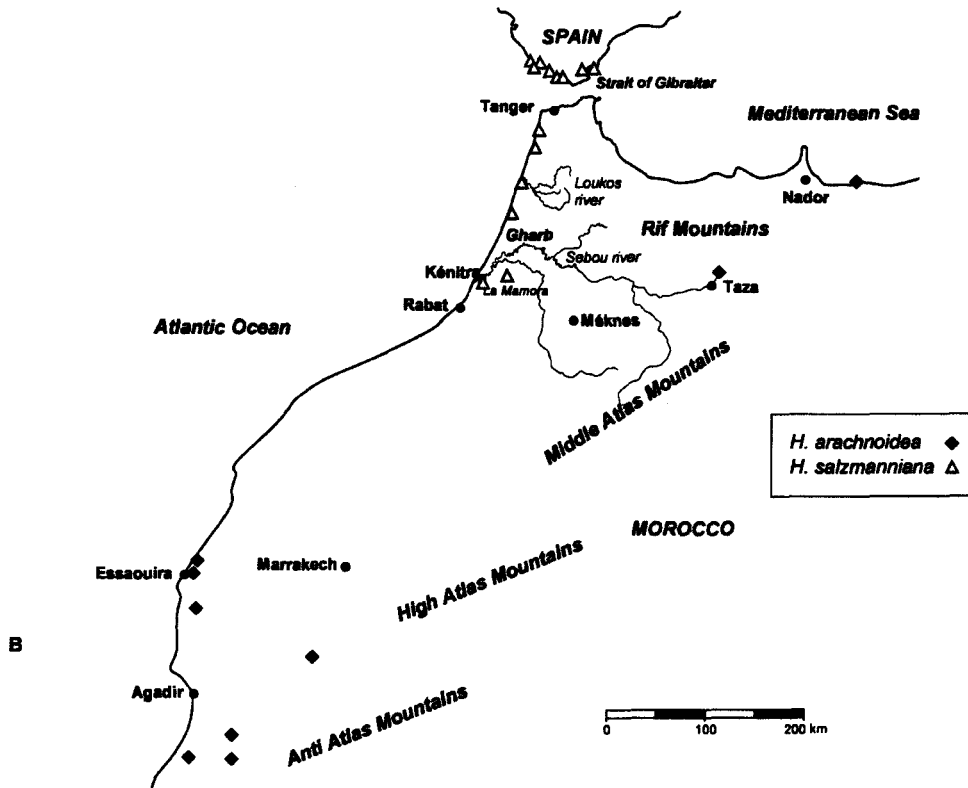 SPAIN
Strait of Gibraltar
Tanger
Mediterranean Sea
Loukos
river
Nador
Gharb
Rif Mountains
Sebou river
Kénitra
La Mamora
Taza
Rabat
Atlantic Ocean
Méknes
Middle Atlas Mountains
H. arachnoidea
H. salzmanniana
MOROCCO
Essaouira
Marrakech
High Atlas Mountains
B
Agadir
Anti Atlas Mountains
0 100 200 km